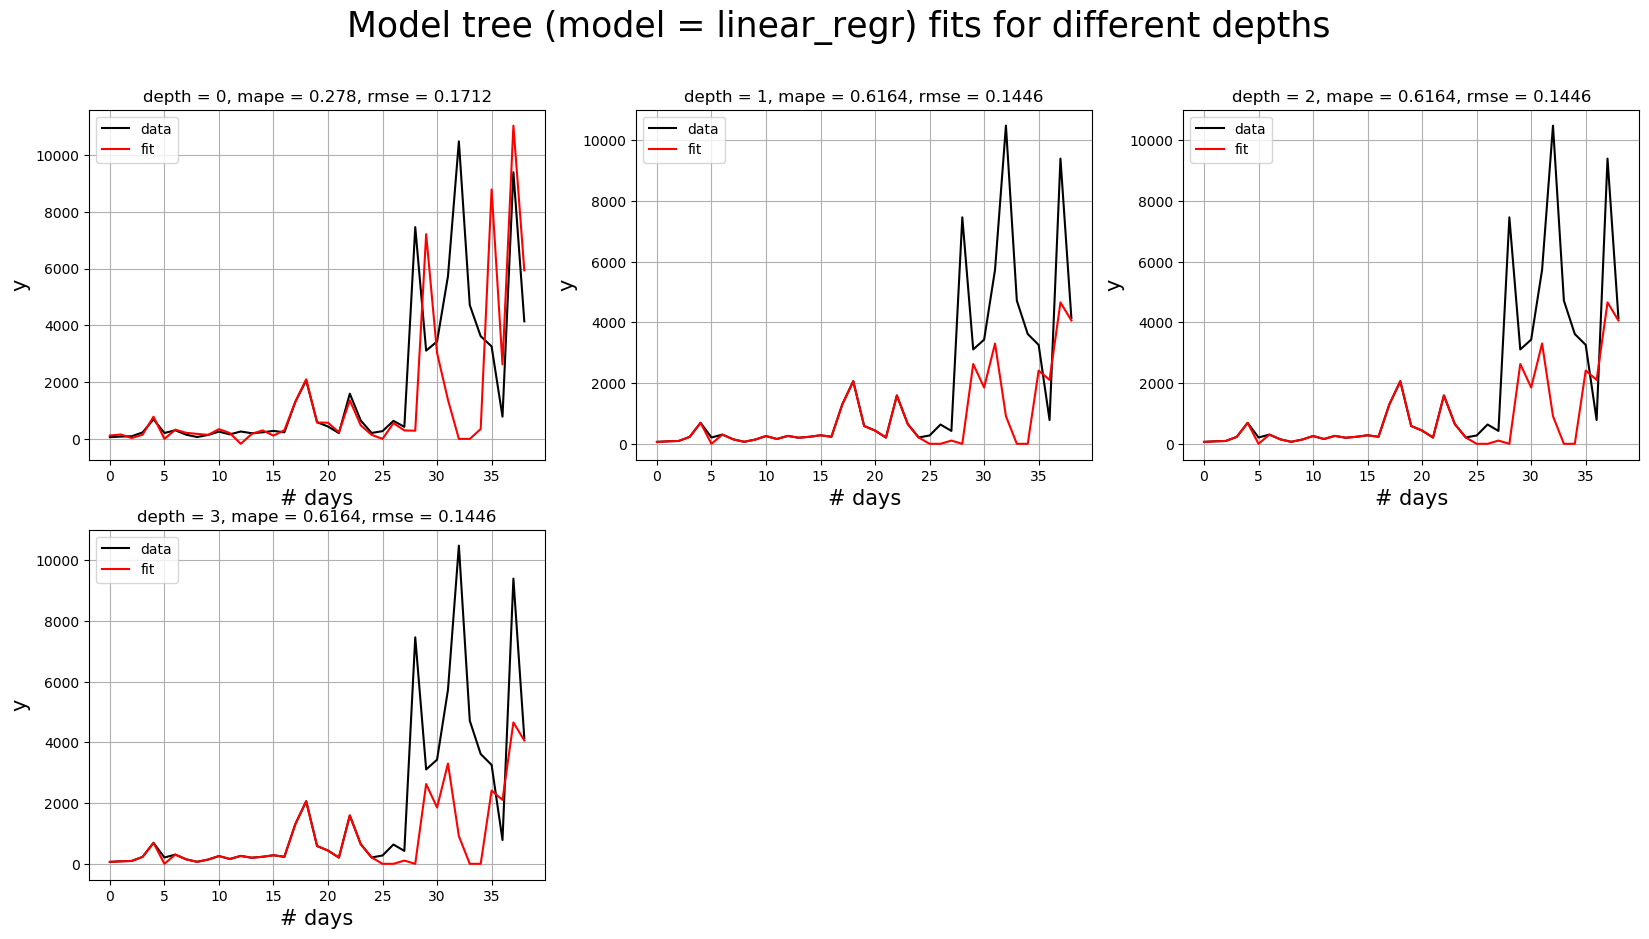 Model tree (model = linear_regr) fits for different depths
depth = 0, mape = 0.278, rmse = 0.1712
data
fit
10000
8000
6000
4000
2000
0
y
0 5 10 15 20 25 30 35
# days
depth = 1, mape = 0.6164, rmse = 0.1446
data
fit
10000
8000
6000
4000
2000
0
y
0 5 10 15 20 25 30 35
# days
depth = 2, mape = 0.6164, rmse = 0.1446
data
fit
10000
8000
6000
4000
2000
0
y
0 5 10 15 20 25 30 35
# days
depth = 3, mape = 0.6164, rmse = 0.1446
data
fit
10000
8000
6000
4000
2000
0
y
0 5 10 15 20 25 30 35
# days